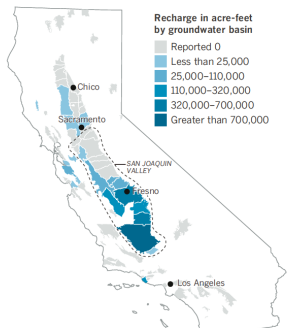 Recharge in acre-feet
by groundwater basin
Reported 0
Less than 25,000
25,000–110,000
110,000–320,000
320,000–700,000
Greater than 700,000
Chico
Sacramento
SAN JOAQUIN
VALLEY
Fresno
Los Angeles